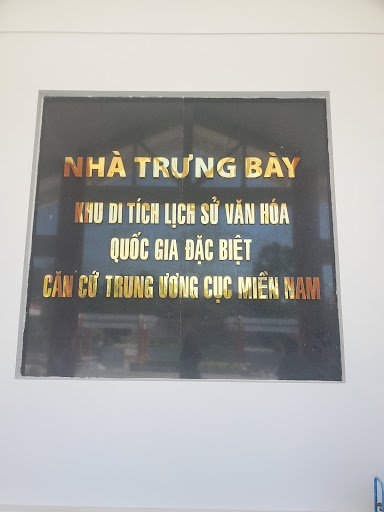 NHÀ TRƯNG BÀY
KHU DI TÍCH LỊCH SỬ VĂN HÓA
QUỐC GIA ĐẶC BIỆT
CĂN CỨ TRUNG ƯƠNG CỤC MIỀN NAM